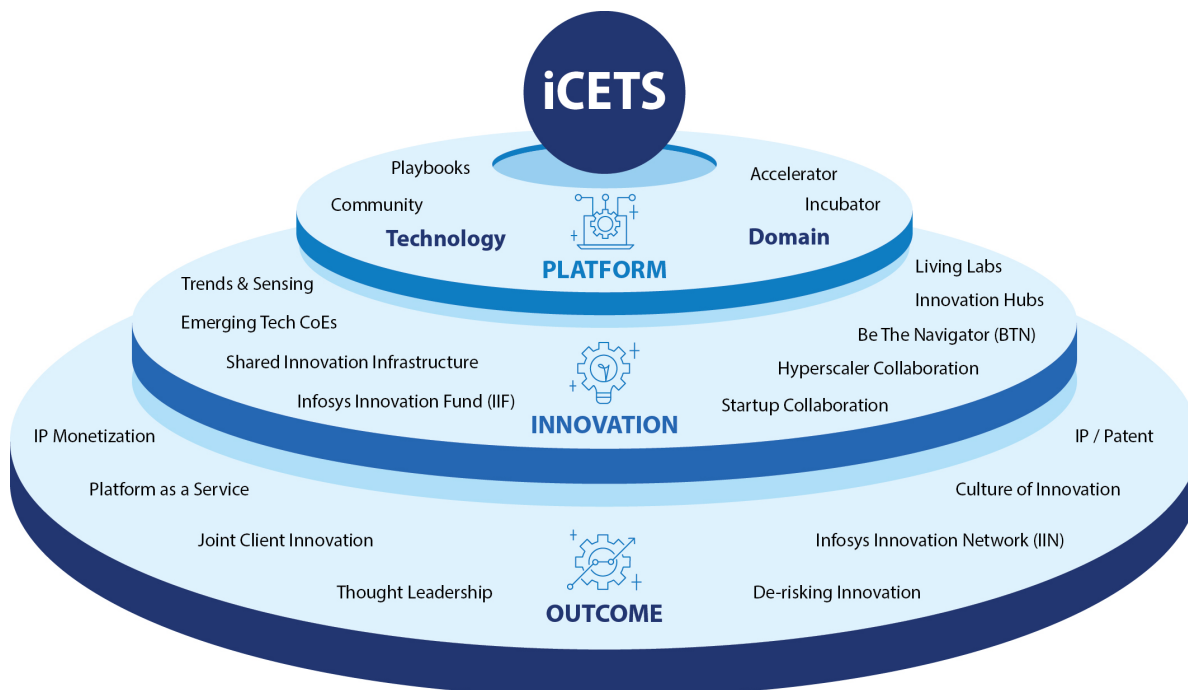 iCETS
Playbooks
Accelerator
Community
Incubator
Technology
Domain
PLATFORM
Living Labs
Trends & Sensing
Innovation Hubs
Emerging Tech CoEs
Be The Navigator (BTN)
Shared Innovation Infrastructure
Hyperscaler Collaboration
Infosys Innovation Fund (IIF)
Startup Collaboration
INNOVATION
IP Monetization
IP / Patent
Platform as a Service
Culture of Innovation
Joint Client Innovation
Infosys Innovation Network (IIN)
Thought Leadership
De-risking Innovation
OUTCOME